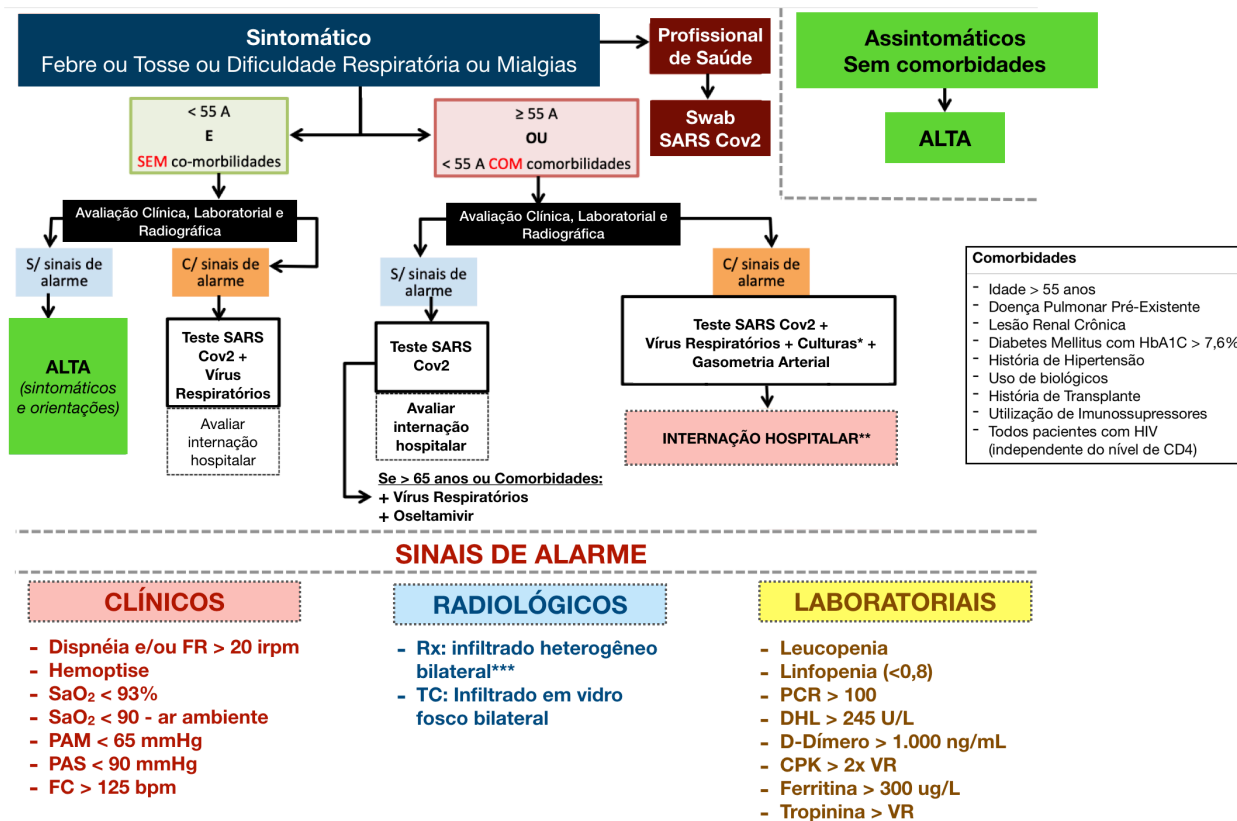 Sintomático
Febre ou Tosse ou Dificuldade Respiratória ou Mialgias
Profissional
de Saúde
Swab
SARS Cov2
Assintomáticos
Sem comorbidades
ALTA
< 55 A
E
SEM co-morbilidades
≥ 55 A
OU
< 55 A COM comorbilidades
Avaliação Clínica, Laboratorial e
Radiográfica
Avaliação Clínica, Laboratorial e
Radiográfica
S/ sinais de
alarme
C/ sinais de
alarme
S/ sinais de
alarme
C/ sinais de
alarme
ALTA
(sintomáticos
e orientações)
Teste SARS
Cov2 +
Vírus
Respiratórios
Avaliar
internação
hospitalar
Teste SARS
Cov2
Avaliar
internação
hospitalar
Se > 65 anos ou Comorbidades:
+ Vírus Respiratórios
+ Oseltamivir
Teste SARS Cov2 +
Vírus Respiratórios + Culturas* +
Gasometria Arterial
INTERNAÇÃO HOSPITALAR**
Comorbidades
- Idade > 55 anos
- Doença Pulmonar Pré-Existente
- Lesão Renal Crônica
- Diabetes Mellitus com HbA1C > 7,6%
- História de Hipertensão
- Uso de biológicos
- História de Transplante
- Utilização de Imunossupressores
- Todos pacientes com HIV
(independente do nível de CD4)
SINAIS DE ALARME
CLÍNICOS
- Dispnéia e/ou FR > 20 irpm
- Hemoptise
- SaO₂ < 93%
- SaO₂ < 90 - ar ambiente
- PAM < 65 mmHg
- PAS < 90 mmHg
- FC > 125 bpm
RADIOLÓGICOS
- Rx: infiltrado heterogêneo
bilateral***
- TC: Infiltrado em vidro
fosco bilateral
LABORATORIAIS
- Leucopenia
- Linfopenia (<0,8)
- PCR > 100
- DHL > 245 U/L
- D-Dímero > 1.000 ng/mL
- CPK > 2x VR
- Ferritina > 300 ug/L
- Tropinina > VR